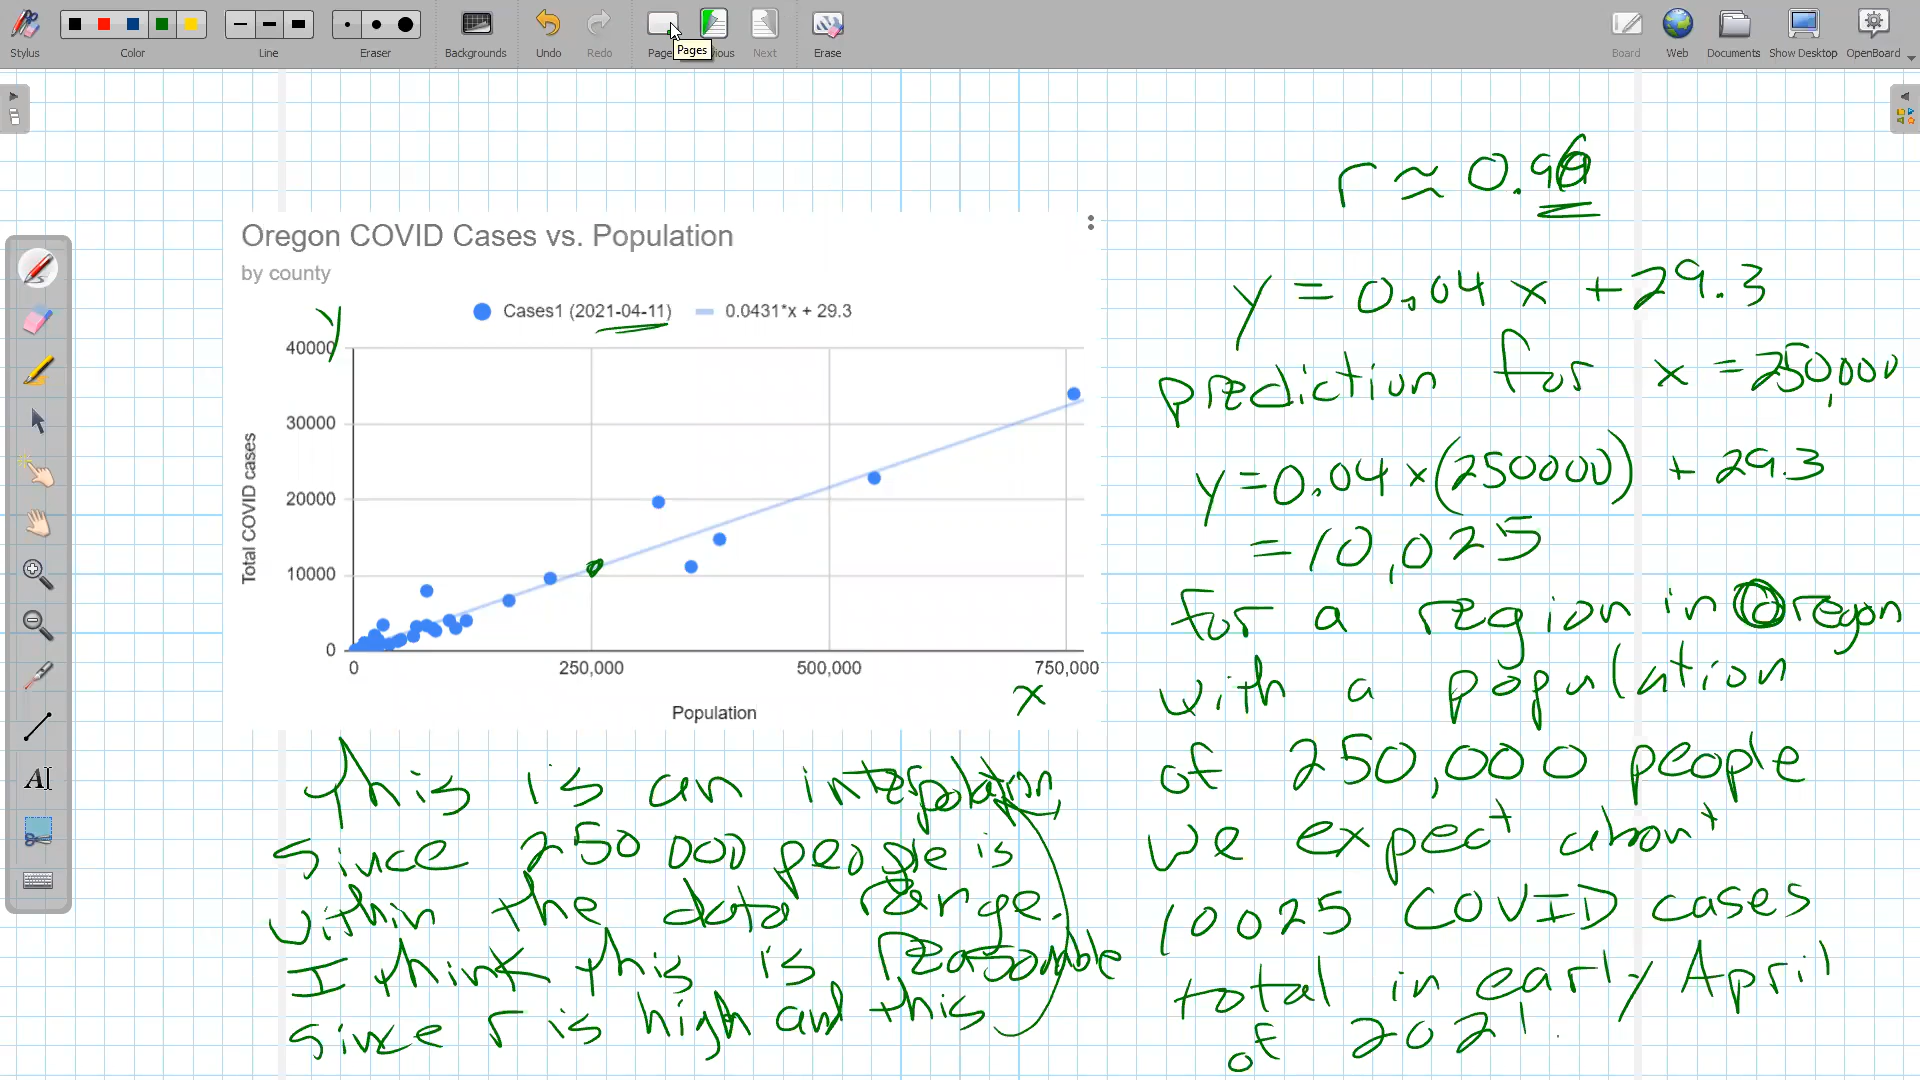 Stylus
Color
Line
Eraser
Backgrounds
Undo
Redo
Pages
Next
Erase
Board
Web
Documents
Show Desktop
OpenBoard
Oregon COVID Cases vs. Population
by county
Cases1 (2021-04-11)
0.0431*x + 29.3
y
40000
30000
20000
10000
0
Total COVID cases
0
250,000
500,000
750,000
x
Population
This is an interpolation
since 250 000 people is
within the data range.
I think this is reasonable
since r is high and this
r ≈ 0.96
y = 0.04 x + 29.3
prediction for x = 250,000
y = 0.04 × (250000) + 29.3
= 10,025
for a region in Oregon
with a population
of 250,000 people
we expect about
10025 COVID cases
total in early April
of 2021.